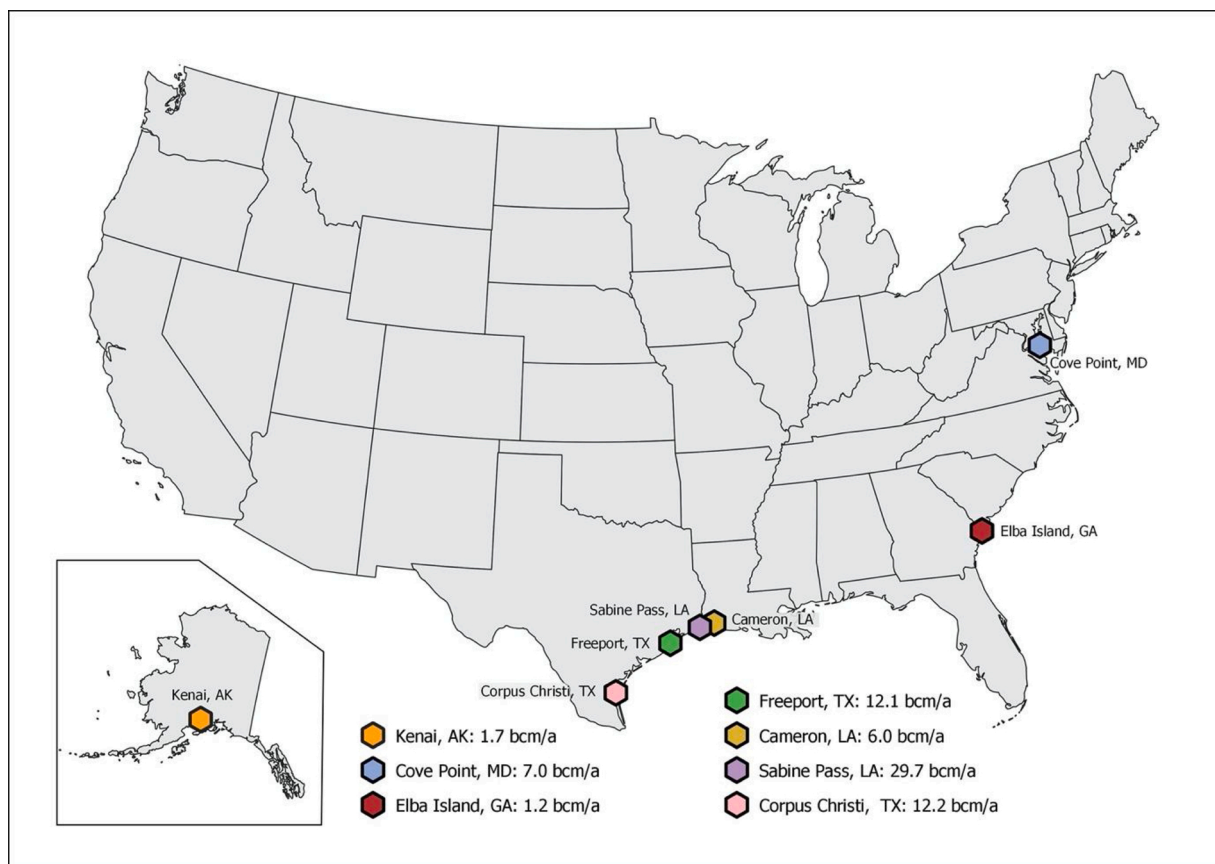 Cove Point, MD
Elba Island, GA
Sabine Pass, LA
Cameron, LA
Freeport, TX
Corpus Christi, TX
Kenai, AK
Kenai, AK: 1.7 bcm/a
Cove Point, MD: 7.0 bcm/a
Elba Island, GA: 1.2 bcm/a
Freeport, TX: 12.1 bcm/a
Cameron, LA: 6.0 bcm/a
Sabine Pass, LA: 29.7 bcm/a
Corpus Christi, TX: 12.2 bcm/a